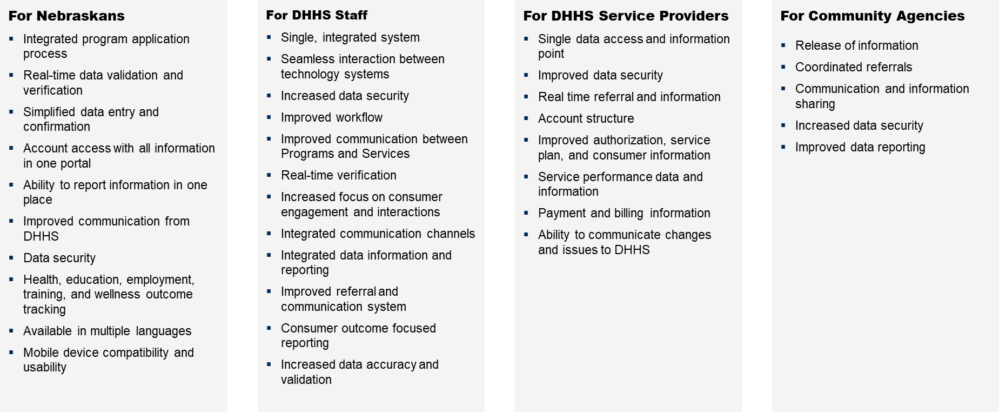 For Nebraskans
▪ Integrated program application
process
▪ Real-time data validation and
verification
▪ Simplified data entry and
confirmation
▪ Account access with all information
in one portal
▪ Ability to report information in one
place
▪ Improved communication from
DHHS
▪ Data security
▪ Health, education, employment,
training, and wellness outcome
tracking
▪ Available in multiple languages
▪ Mobile device compatibility and
usability
For DHHS Staff
▪ Single, integrated system
▪ Seamless interaction between
technology systems
▪ Increased data security
▪ Improved workflow
▪ Improved communication between
Programs and Services
▪ Real-time verification
▪ Increased focus on consumer
engagement and interactions
▪ Integrated communication channels
▪ Integrated data information and
reporting
▪ Improved referral and
communication system
▪ Consumer outcome focused
reporting
▪ Increased data accuracy and
validation
For DHHS Service Providers
▪ Single data access and information
point
▪ Improved data security
▪ Real time referral and information
▪ Account structure
▪ Improved authorization, service
plan, and consumer information
▪ Service performance data and
information
▪ Payment and billing information
▪ Ability to communicate changes
and issues to DHHS
For Community Agencies
▪ Release of information
▪ Coordinated referrals
▪ Communication and information
sharing
▪ Increased data security
▪ Improved data reporting